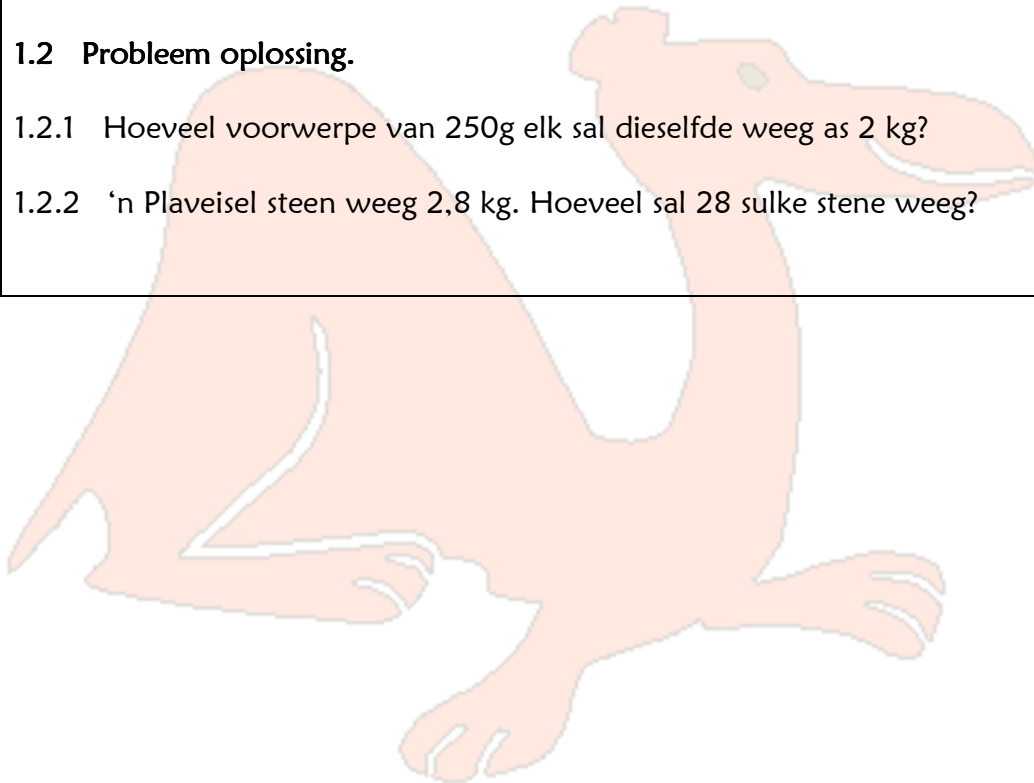 1.2 Probleem oplossing.
1.2.1 Hoeveel voorwerpe van 250g elk sal dieselfde weeg as 2 kg?
1.2.2 ‘n Plaveisel steen weeg 2,8 kg. Hoeveel sal 28 sulke stene weeg?